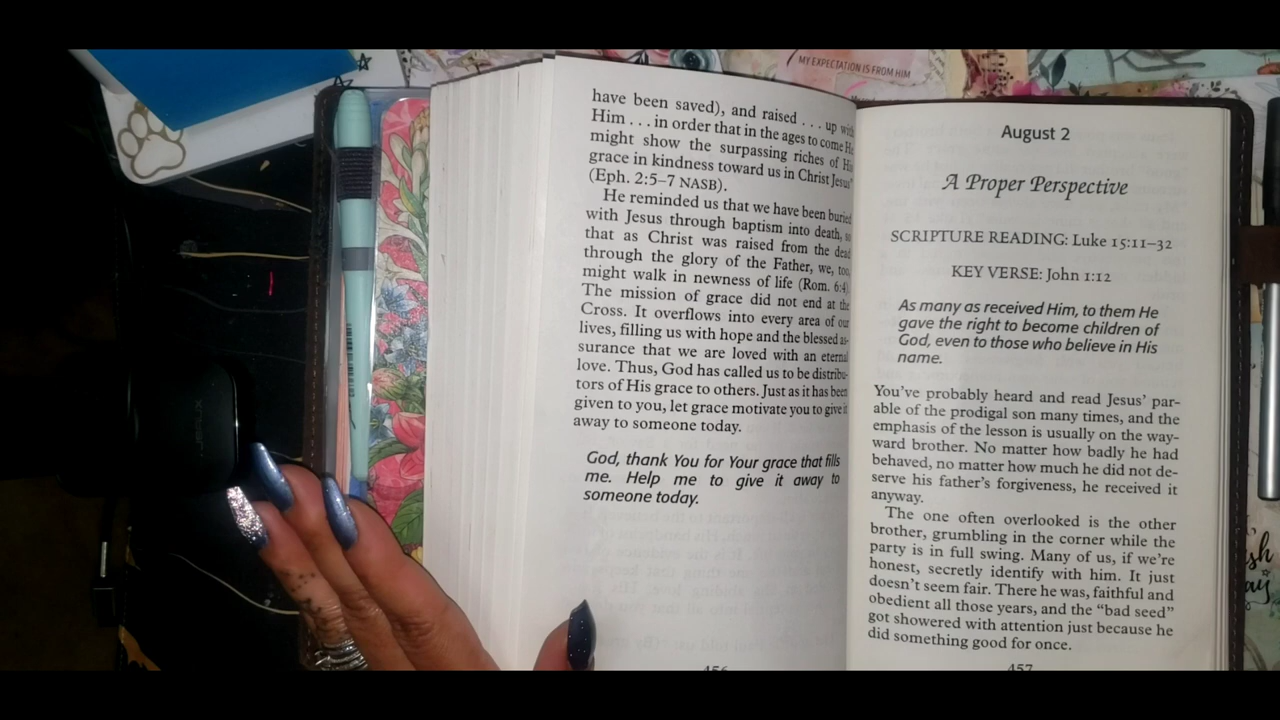 MY EXPECTATION IS FROM HIM
have been saved), and raised . . . up with
Him . . . in order that in the ages to come He
might show the surpassing riches of His
grace in kindness toward us in Christ Jesus"
(Eph. 2:5–7 NASB).
He reminded us that we have been buried
with Jesus through baptism into death, so
that as Christ was raised from the dead
through the glory of the Father, we, too,
might walk in newness of life (Rom. 6:4).
The mission of grace did not end at the
Cross. It overflows into every area of our
lives, filling us with hope and the blessed as-
surance that we are loved with an eternal
love. Thus, God has called us to be distribu-
tors of His grace to others. Just as it has been
given to you, let grace motivate you to give it
away to someone today.
God, thank You for Your grace that fills
me. Help me to give it away to
someone today.
456
August 2
A Proper Perspective
SCRIPTURE READING: Luke 15:11–32
KEY VERSE: John 1:12
As many as received Him, to them He
gave the right to become children of
God, even to those who believe in His
name.
You've probably heard and read Jesus' par-
able of the prodigal son many times, and the
emphasis of the lesson is usually on the way-
ward brother. No matter how badly he had
behaved, no matter how much he did not de-
serve his father's forgiveness, he received it
anyway.
The one often overlooked is the other
brother, grumbling in the corner while the
party is in full swing. Many of us, if we're
honest, secretly identify with him. It just
doesn't seem fair. There he was, faithful and
obedient all those years, and the "bad seed"
got showered with attention just because he
did something good for once.
457